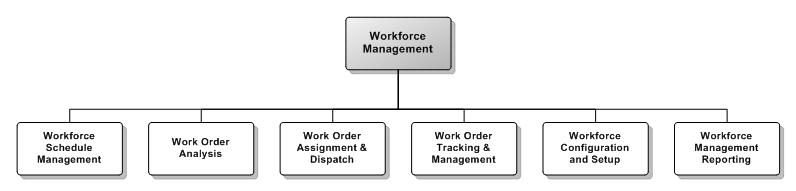 Workforce
Management
Workforce
Schedule
Management
Work Order
Analysis
Work Order
Assignment &
Dispatch
Work Order
Tracking &
Management
Workforce
Configuration
and Setup
Workforce
Management
Reporting